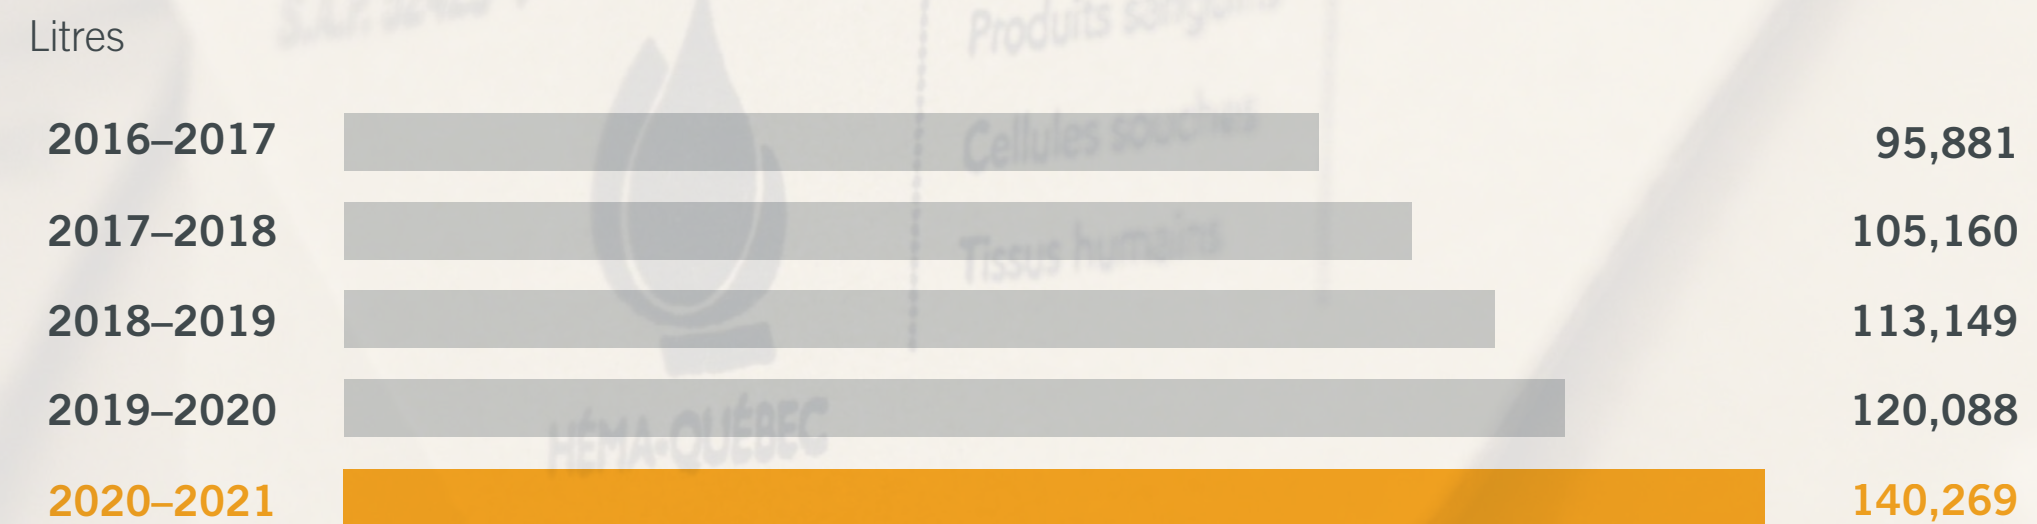 Litres
Produits sanguins
2016–2017 95,881
Cellules souches
2017–2018 105,160
Tissus humains
2018–2019 113,149
2019–2020 120,088
HÉMA-QUÉBEC
2020–2021 140,269